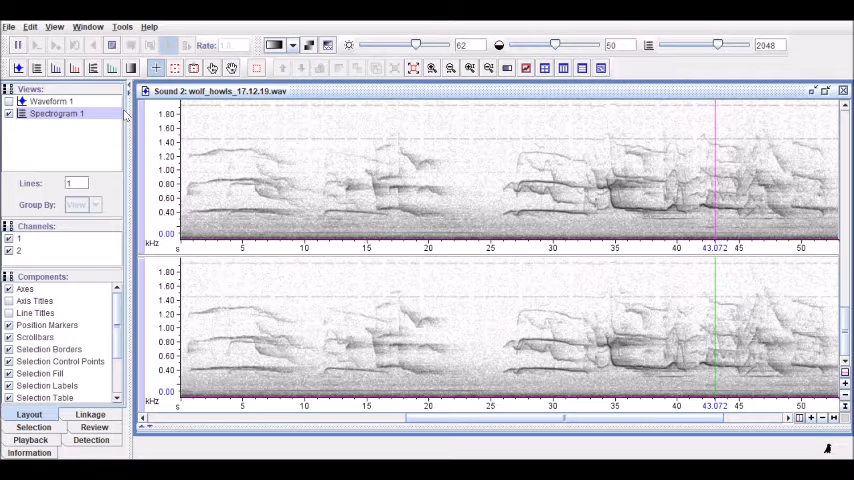 File Edit View Window Tools Help
Rate: 1.0 62 50 2048
Views:
Waveform 1
Spectrogram 1
Lines: 1
Group By: View
Channels:
1
2
Components:
Axes
Axis Titles
Line Titles
Position Markers
Scrollbars
Selection Borders
Selection Control Points
Selection Fill
Selection Labels
Selection Table
Layout Linkage
Selection Review
Playback Detection
Information
Sound 2: wolf_howls_17.12.19.wav
1.80
1.60
1.40
1.20
1.00
0.80
0.60
0.40
0.00
kHz
s 5 10 15 20 25 30 35 40 43.072 45 50
1.80
1.60
1.40
1.20
1.00
0.80
0.60
0.40
0.00
kHz
s 5 10 15 20 25 30 35 40 43.072 45 50